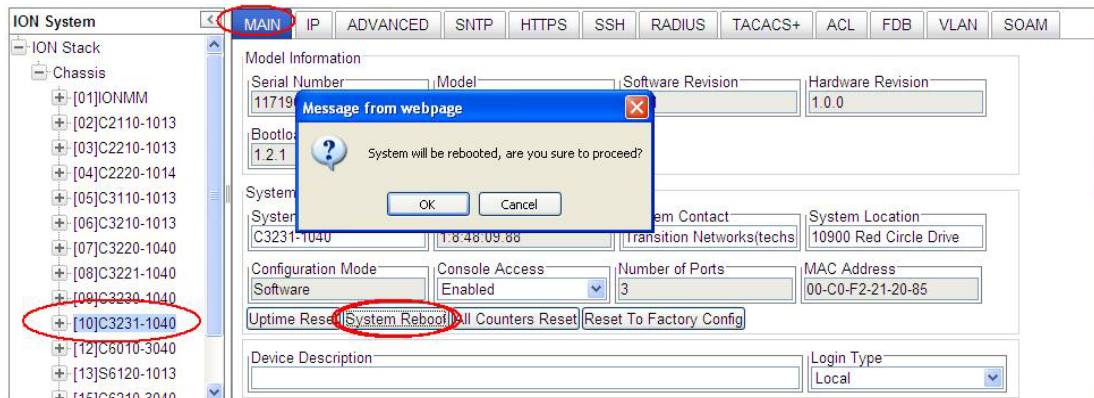 ION System
MAIN IP ADVANCED SNTP HTTPS SSH RADIUS TACACS+ ACL FDB VLAN SOAM
ION Stack
Chassis
[01]IONMM
[02]C2110-1013
[03]C2210-1013
[04]C2220-1014
[05]C3110-1013
[06]C3210-1013
[07]C3220-1040
[08]C3221-1040
[09]C3230-1040
[10]C3231-1040
[12]C6010-3040
[13]S6120-1013
[15]C6210-3040
Model Information
Serial Number Model Software Revision Hardware Revision
11719 1.0.0
Bootloa
1.2.1
Message from webpage
System will be rebooted, are you sure to proceed?
OK Cancel
System
System em Contact System Location
C3231-1040 1:8:48:09.88 Transition Networks(techs 10900 Red Circle Drive
Configuration Mode Console Access Number of Ports MAC Address
Software Enabled 3 00-C0-F2-21-20-85
Uptime Reset System Reboot All Counters Reset Reset To Factory Config
Device Description Login Type
Local